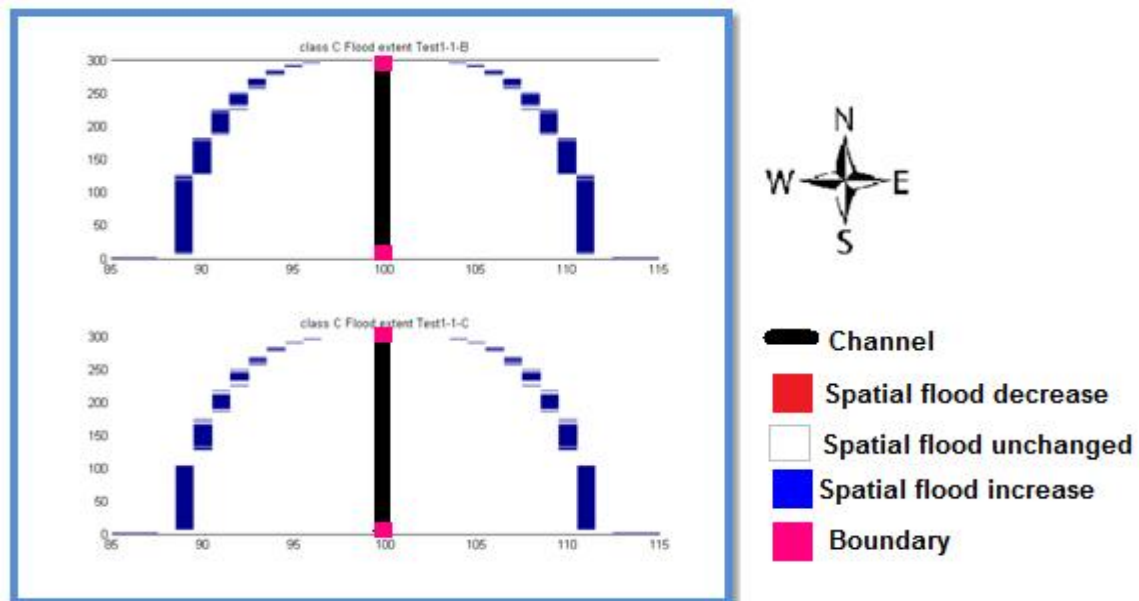 class C Flood extent Test1-1-B
300
250
200
150
100
50
0
85 90 95 100 105 110 115
class C Flood extent Test1-1-C
300
250
200
150
100
50
0
85 90 95 100 105 110 115
N
W E
S
Channel
Spatial flood decrease
Spatial flood unchanged
Spatial flood increase
Boundary